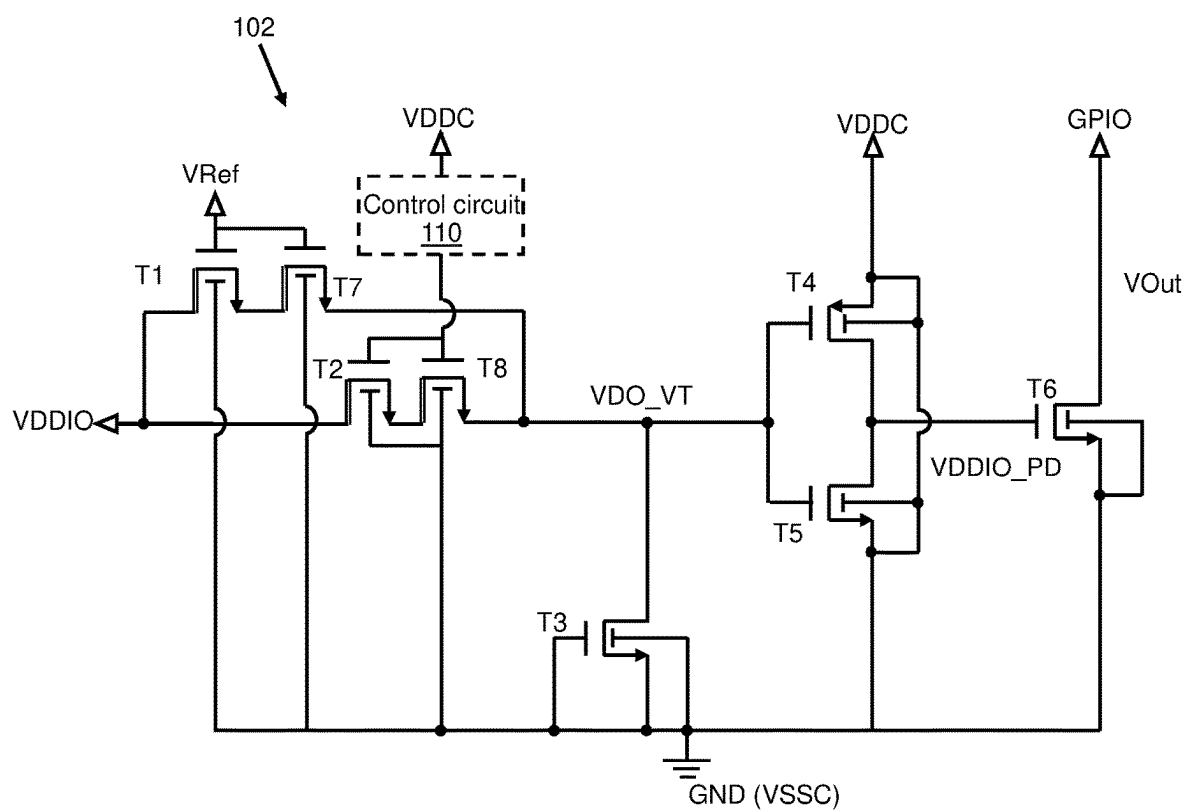 102
VDDC
VDDC
GPIO
VRef
Control circuit
110
T1
T7
T4
VOut
T2
T8
T6
VDO_VT
VDDIO
VDDIO_PD
T5
T3
GND (VSSC)